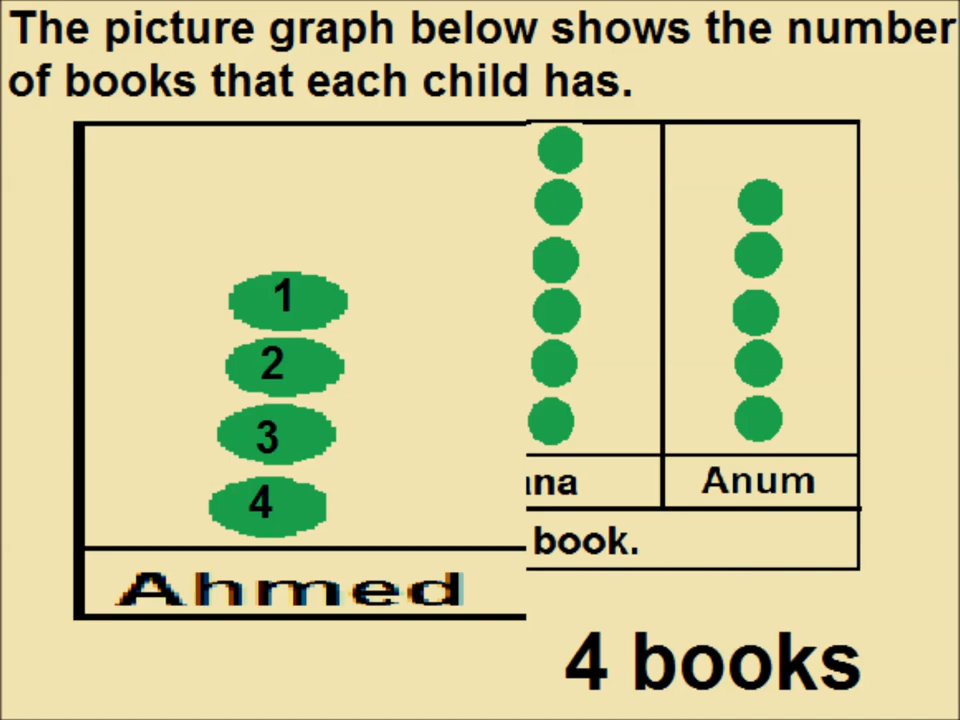 The picture graph below shows the number
of books that each child has.
1
2
3
4
Ahmed
Anum
book.
4 books